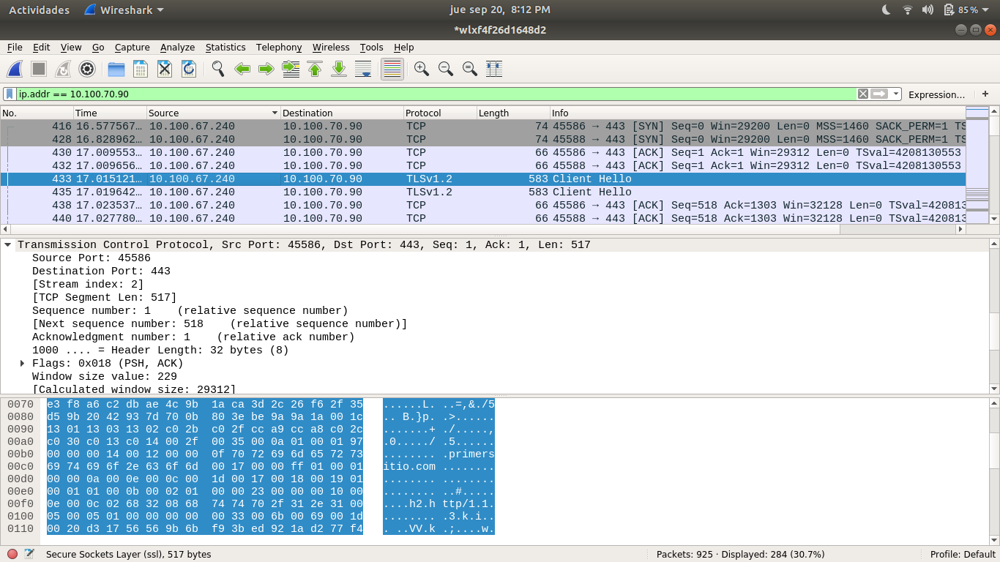 Actividades Wireshark jue sep 20, 8:12 PM 85 %
*wlxf4f26d1648d2
File Edit View Go Capture Analyze Statistics Telephony Wireless Tools Help
ip.addr == 10.100.70.90 Expression... +
No. Time Source Destination Protocol Length Info
416 16.577567… 10.100.67.240 10.100.70.90 TCP 74 45586 → 443 [SYN] Seq=0 Win=29200 Len=0 MSS=1460 SACK_PERM=1 TS
428 16.828962… 10.100.67.240 10.100.70.90 TCP 74 45588 → 443 [SYN] Seq=0 Win=29200 Len=0 MSS=1460 SACK_PERM=1 TS
430 17.009553… 10.100.67.240 10.100.70.90 TCP 66 45586 → 443 [ACK] Seq=1 Ack=1 Win=29312 Len=0 TSval=4208130553
432 17.009656… 10.100.67.240 10.100.70.90 TCP 66 45588 → 443 [ACK] Seq=1 Ack=1 Win=29312 Len=0 TSval=4208130553
433 17.015121… 10.100.67.240 10.100.70.90 TLSv1.2 583 Client Hello
435 17.019642… 10.100.67.240 10.100.70.90 TLSv1.2 583 Client Hello
438 17.023537… 10.100.67.240 10.100.70.90 TCP 66 45586 → 443 [ACK] Seq=518 Ack=1303 Win=32128 Len=0 TSval=420813
440 17.027780… 10.100.67.240 10.100.70.90 TCP 66 45588 → 443 [ACK] Seq=518 Ack=1303 Win=32128 Len=0 TSval=420813
Transmission Control Protocol, Src Port: 45586, Dst Port: 443, Seq: 1, Ack: 1, Len: 517
Source Port: 45586
Destination Port: 443
[Stream index: 2]
[TCP Segment Len: 517]
Sequence number: 1 (relative sequence number)
[Next sequence number: 518 (relative sequence number)]
Acknowledgment number: 1 (relative ack number)
1000 .... = Header Length: 32 bytes (8)
Flags: 0x018 (PSH, ACK)
Window size value: 229
[Calculated window size: 29312]
0070 e3 f8 a6 c2 db ae 4c 9b 1a ca 3d 2c 26 f6 2f 35 ......L. ..=,&./5
0080 d5 9b 20 42 93 7d 70 0b 80 3e be 9a 9a 1a 00 1c .. B.}p. .>......
0090 13 01 13 03 13 02 c0 2b c0 2f cc a9 cc a8 c0 2c .......+ ./.....,
00a0 c0 30 c0 13 c0 14 00 2f 00 35 00 0a 01 00 01 97 .0...../ .5......
00b0 00 00 00 14 00 12 00 00 0f 70 72 69 6d 65 72 73 ........ .primers
00c0 69 74 69 6f 2e 63 6f 6d 00 17 00 00 ff 01 00 01 itio.com ........
00d0 00 00 0a 00 0e 00 0c 00 1d 00 17 00 18 00 19 01 ........ ........
00e0 00 01 01 00 0b 00 02 01 00 00 23 00 00 00 10 00 ........ ..#.....
00f0 0e 00 0c 02 68 32 08 68 74 74 70 2f 31 2e 31 00 ....h2.h ttp/1.1.
0100 05 00 05 01 00 00 00 00 00 33 00 6b 00 69 00 1d ........ .3.k.i..
0110 00 20 d3 17 56 56 9b 6b f9 3b ed 92 1a d2 77 f4 . ..VV.k .;....w.
Secure Sockets Layer (ssl), 517 bytes Packets: 925 · Displayed: 284 (30.7%) Profile: Default